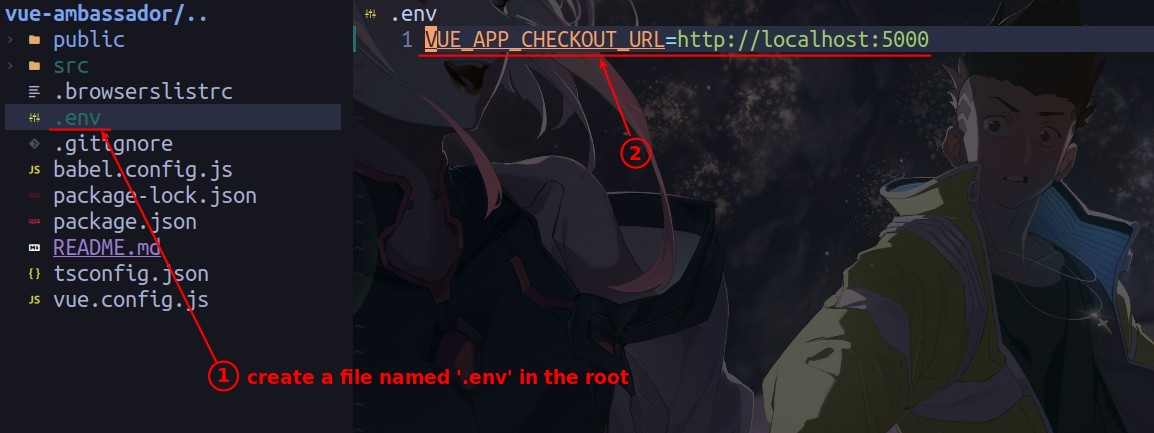 vue-ambassador/..
public
src
.browserslistrc
.env
.gitignore
babel.config.js
package-lock.json
package.json
README.md
tsconfig.json
vue.config.js
.env
1 VUE_APP_CHECKOUT_URL=http://localhost:5000
2
1 create a file named '.env' in the root